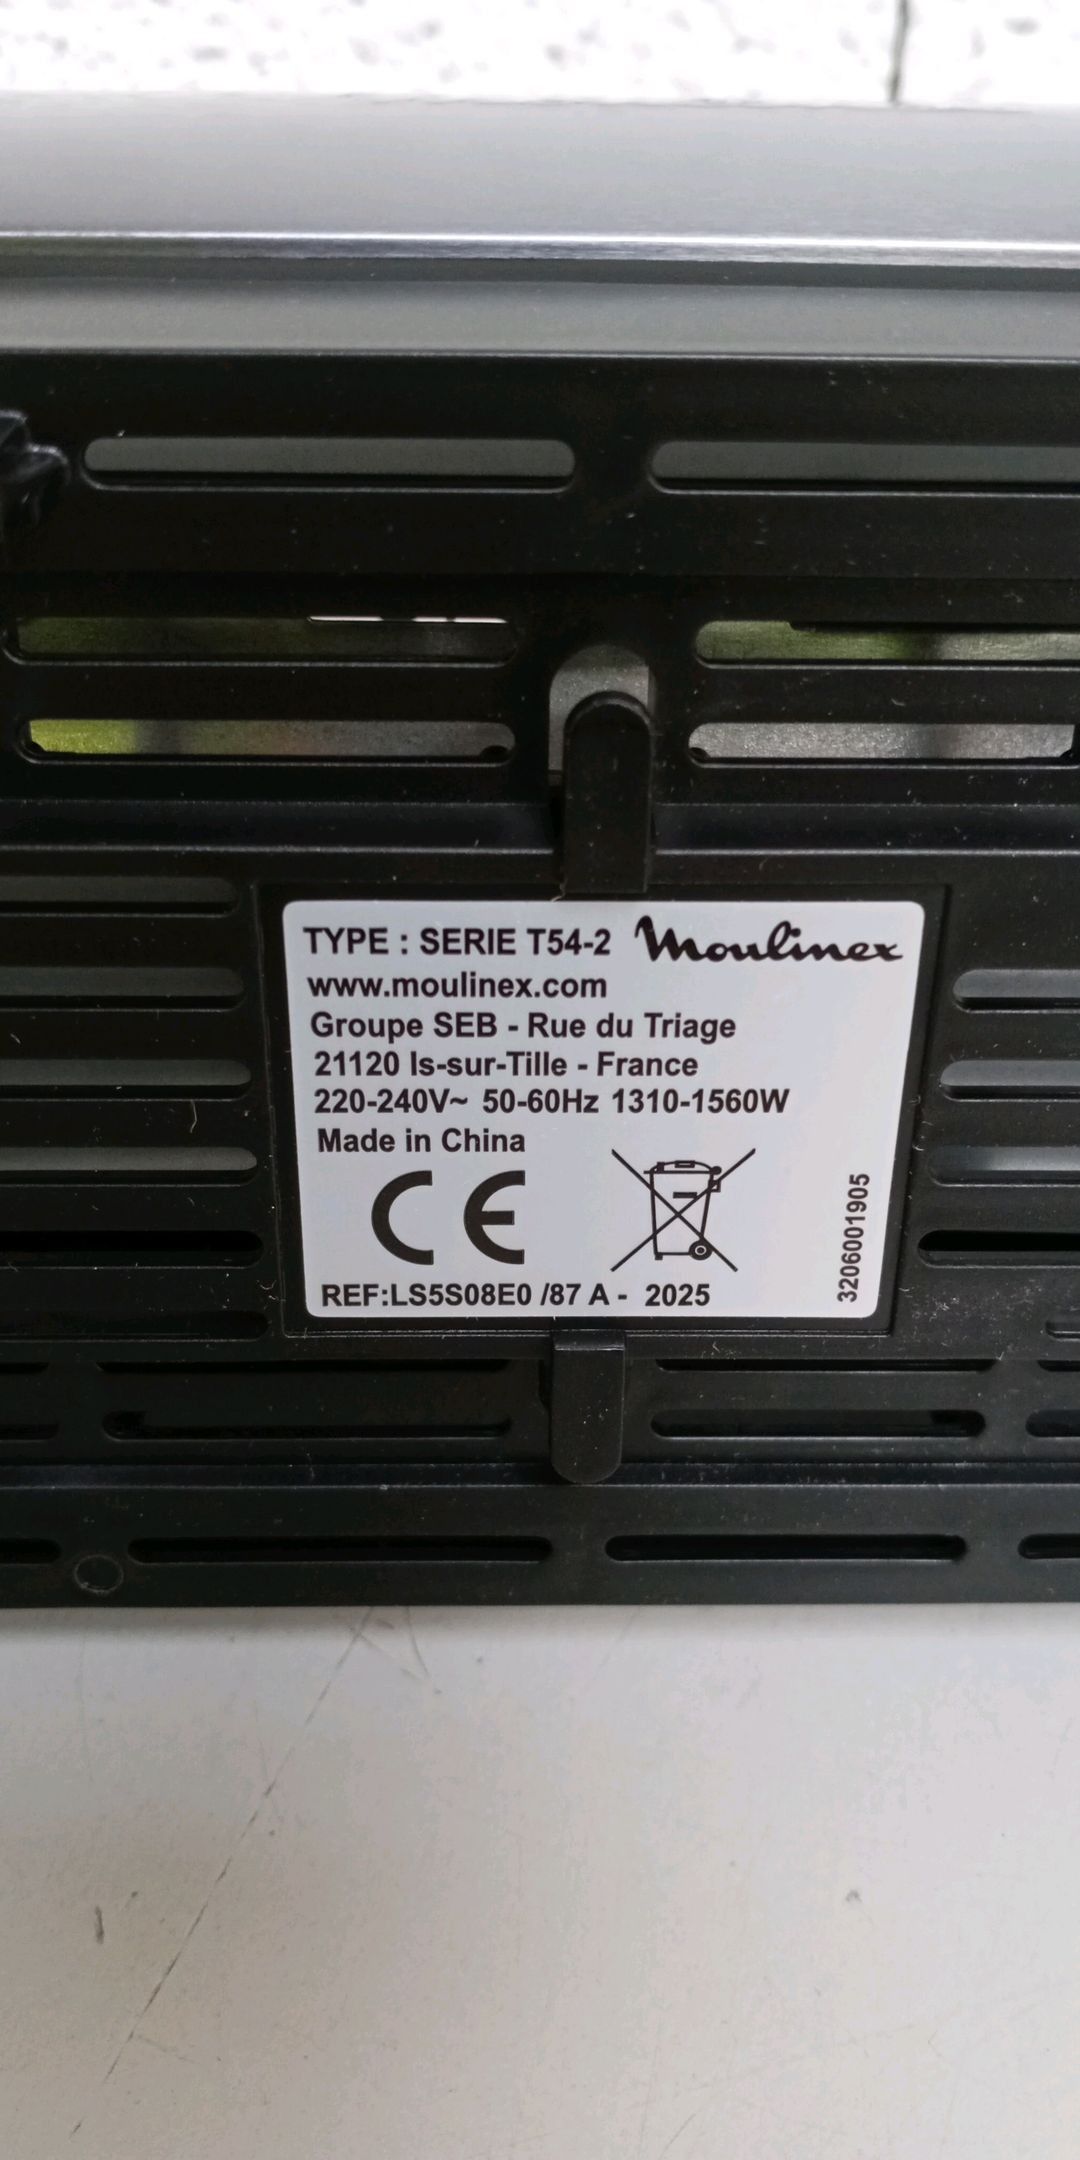 TYPE : SERIE T54-2 Moulinex
www.moulinex.com
Groupe SEB - Rue du Triage
21120 Is-sur-Tille - France
220-240V~ 50-60Hz 1310-1560W
Made in China
CE
3206001905
REF:LS5S08E0 /87 A - 2025